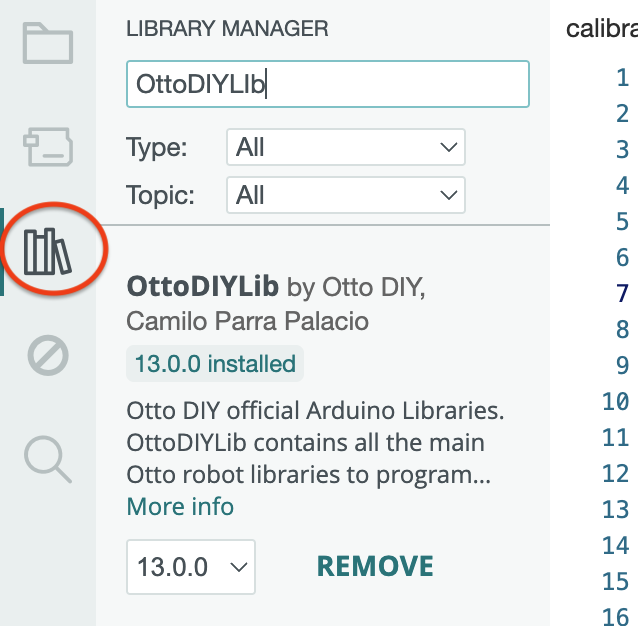 LIBRARY MANAGER
calibra
OttoDIYLIb
Type: All
Topic: All
OttoDIYLib by Otto DIY,
Camilo Parra Palacio
13.0.0 installed
Otto DIY official Arduino Libraries.
OttoDIYLib contains all the main
Otto robot libraries to program...
More info
13.0.0
REMOVE
1
2
3
4
5
6
7
8
9
10
11
12
13
14
15
16